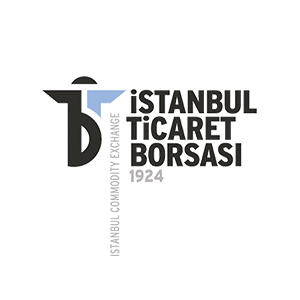 İSTANBUL
TİCARET
BORSASI
1924
ISTANBUL COMMODITY EXCHANGE